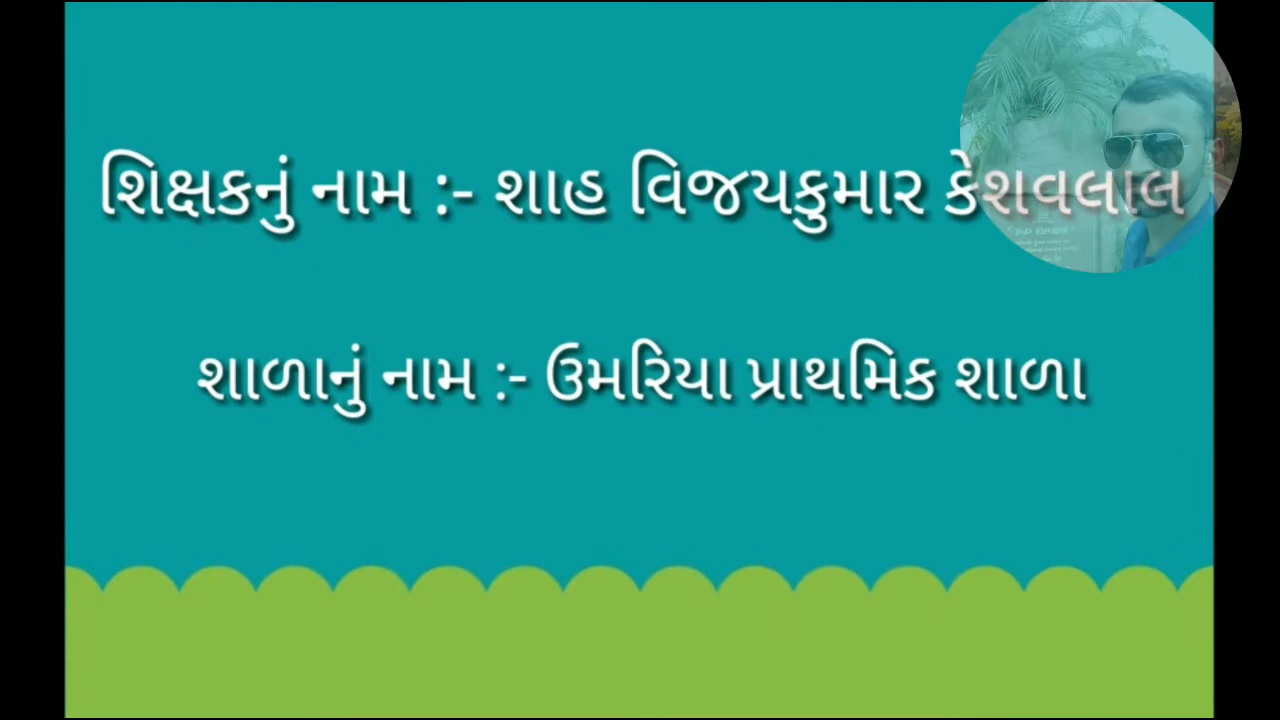 શિક્ષકનું નામ :- શાહ વિજયકુમાર કેશવલાલ
શાળાનું નામ :- ઉમરિયા પ્રાથમિક શાળા